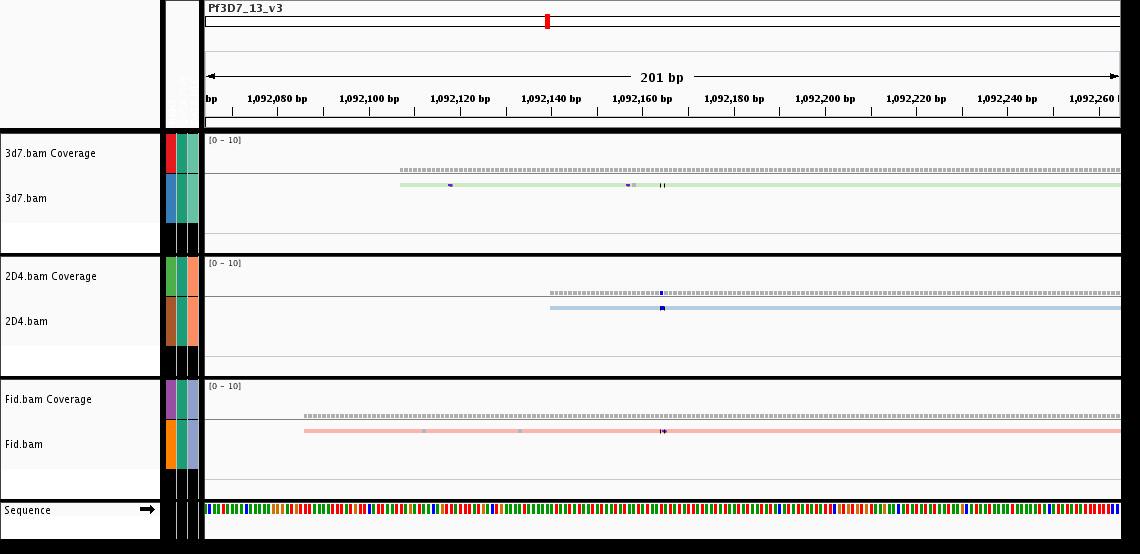 Pf3D7_13_v3
201 bp
bp 1,092,080 bp 1,092,100 bp 1,092,120 bp 1,092,140 bp 1,092,160 bp 1,092,180 bp 1,092,200 bp 1,092,220 bp 1,092,240 bp 1,092,260
[0 - 10]
3d7.bam Coverage
3d7.bam
[0 - 10]
2D4.bam Coverage
2D4.bam
[0 - 10]
Fid.bam Coverage
Fid.bam
Sequence